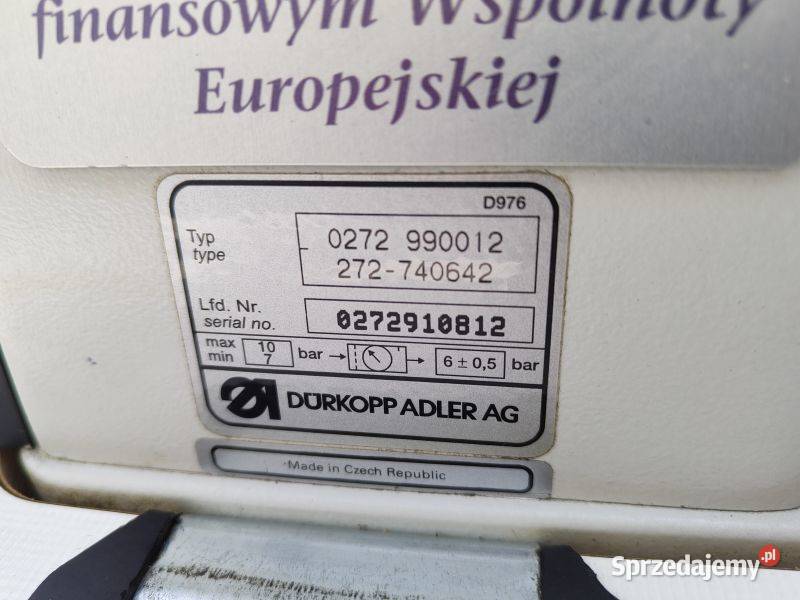 finansowym Wspólnoty
Europejskiej
D976
Typ
type
0272 990012
272-740642
Lfd. Nr.
serial no.
0272910812
max 10 bar 6 ± 0,5 bar
min 7
DÜRKOPP ADLER AG
Made in Czech Republic
Sprzedajemy.pl